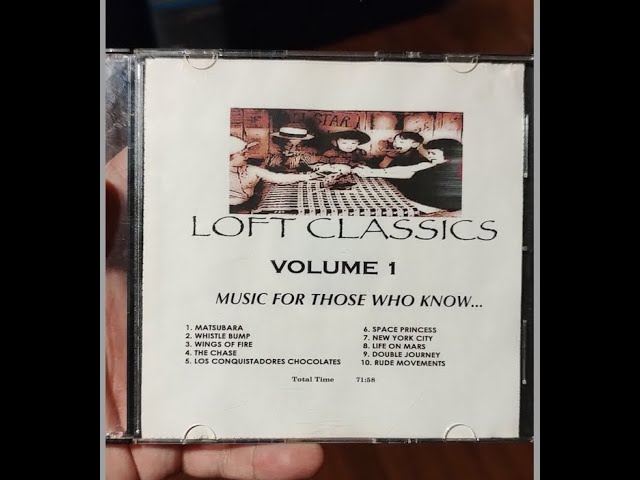 STAR
LOFT CLASSICS
VOLUME 1
MUSIC FOR THOSE WHO KNOW...
1. MATSUBARA
2. WHISTLE BUMP
3. WINGS OF FIRE
4. THE CHASE
5. LOS CONQUISTADORES CHOCOLATES
6. SPACE PRINCESS
7. NEW YORK CITY
8. LIFE ON MARS
9. DOUBLE JOURNEY
10. RUDE MOVEMENTS
Total Time 71:58